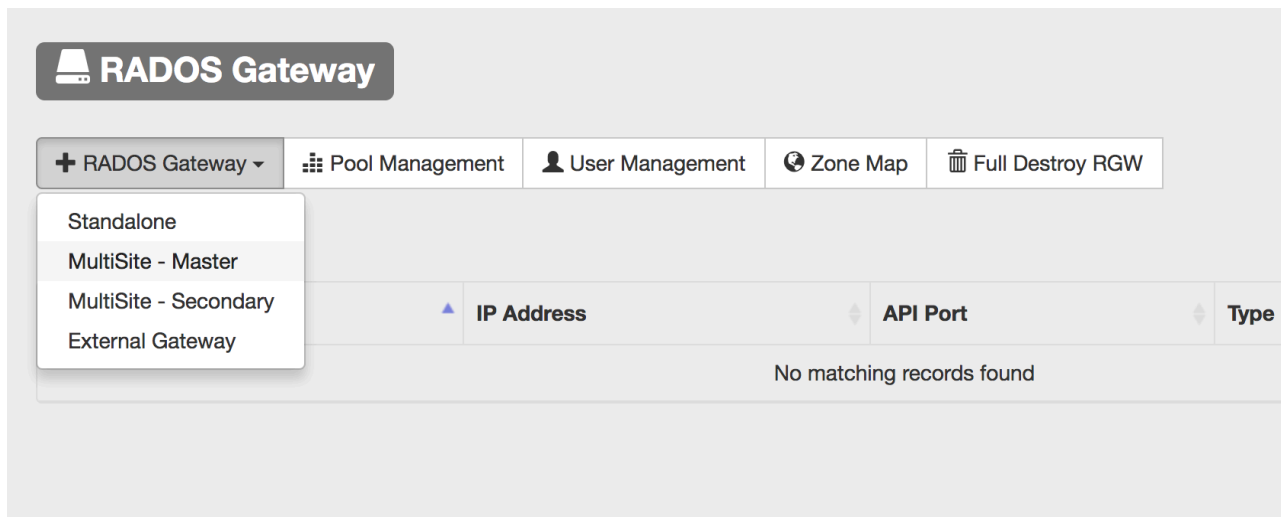 RADOS Gateway
RADOS Gateway Pool Management User Management Zone Map Full Destroy RGW
Standalone
MultiSite - Master
MultiSite - Secondary
External Gateway
IP Address API Port Type
No matching records found